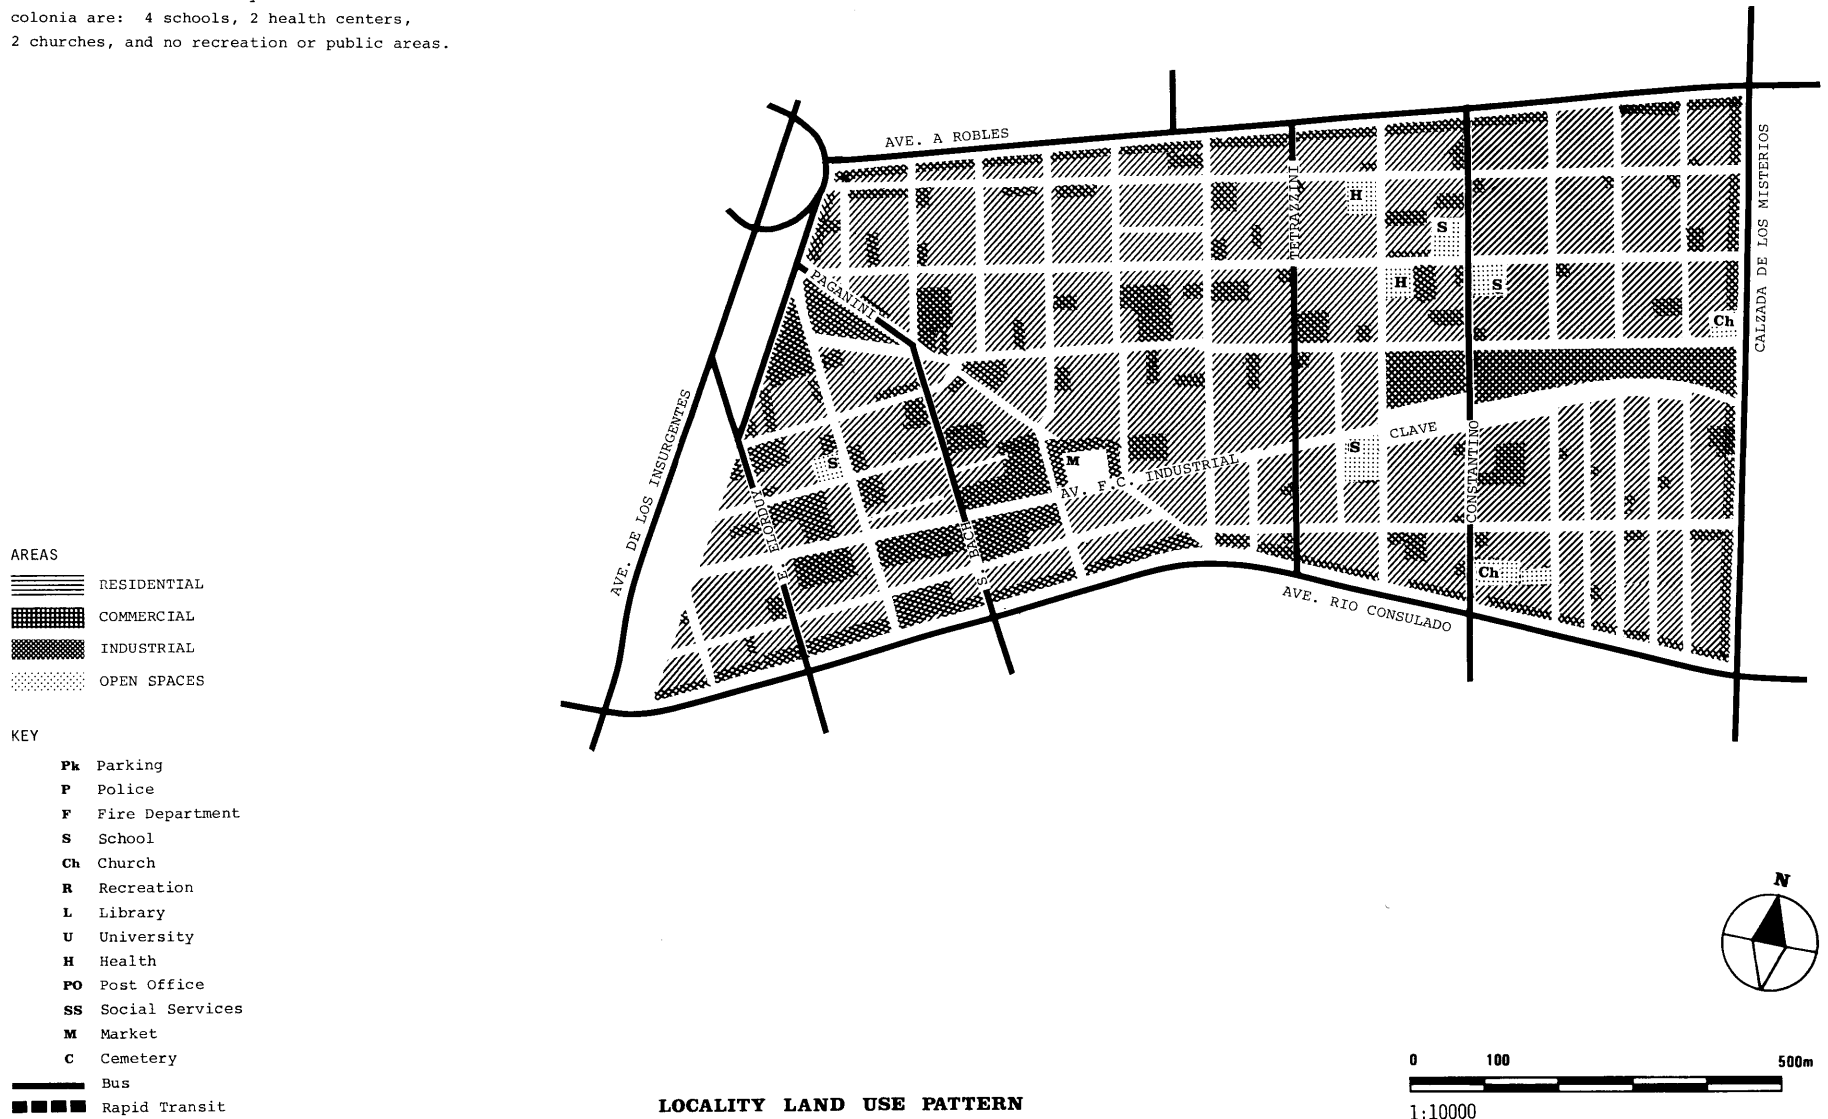 colonia are: 4 schools, 2 health centers,
2 churches, and no recreation or public areas.
AVE. A ROBLES
CALZADA DE LOS MISTERIOS
TETRAZZINI
H
S
PAGANINI
H
S
Ch
AVE. DE LOS INSURGENTES
CLAVE
CONSTANTINO
S
M
S
AV. F.C. INDUSTRIAL
E. ELORDUY
S. BACH
Ch
AVE. RIO CONSULADO
AREAS
RESIDENTIAL
COMMERCIAL
INDUSTRIAL
OPEN SPACES
KEY
Pk Parking
P Police
F Fire Department
S School
Ch Church
R Recreation
L Library
U University
H Health
PO Post Office
SS Social Services
M Market
C Cemetery
Bus
Rapid Transit
N
0 100 500m
1:10000
LOCALITY LAND USE PATTERN